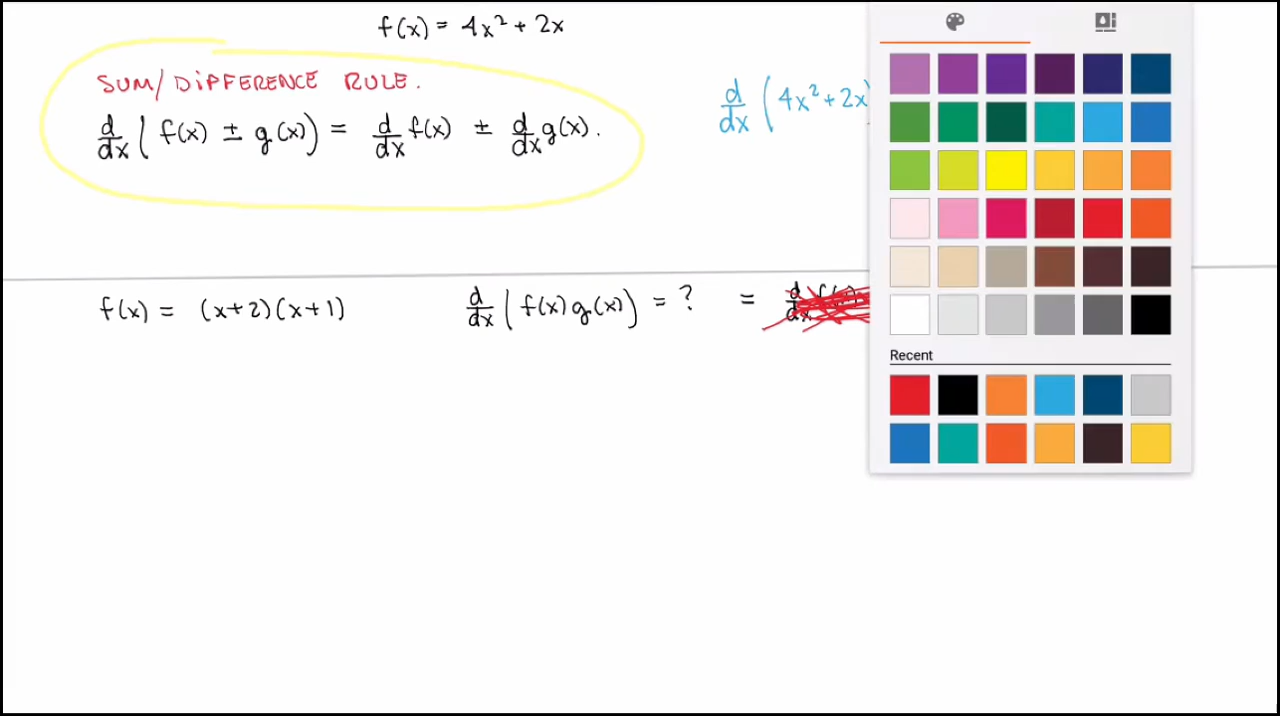 f(x) = 4x² + 2x
SUM/DIFFERENCE RULE.
d/dx ( f(x) ± g(x) ) = d/dx f(x) ± d/dx g(x).
d/dx ( 4x² + 2x
f(x) = (x+2)(x+1)
d/dx ( f(x) g(x) ) = ? =
Recent